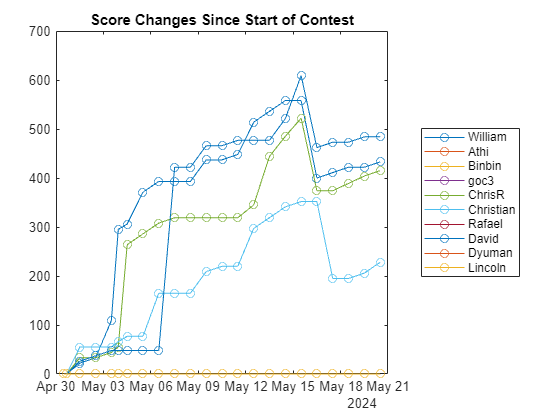 Score Changes Since Start of Contest
700
600
500
400
300
200
100
0
Apr 30 May 03 May 06 May 09 May 12 May 15 May 18 May 21
2024
William
Athi
Binbin
goc3
ChrisR
Christian
Rafael
David
Dyuman
Lincoln